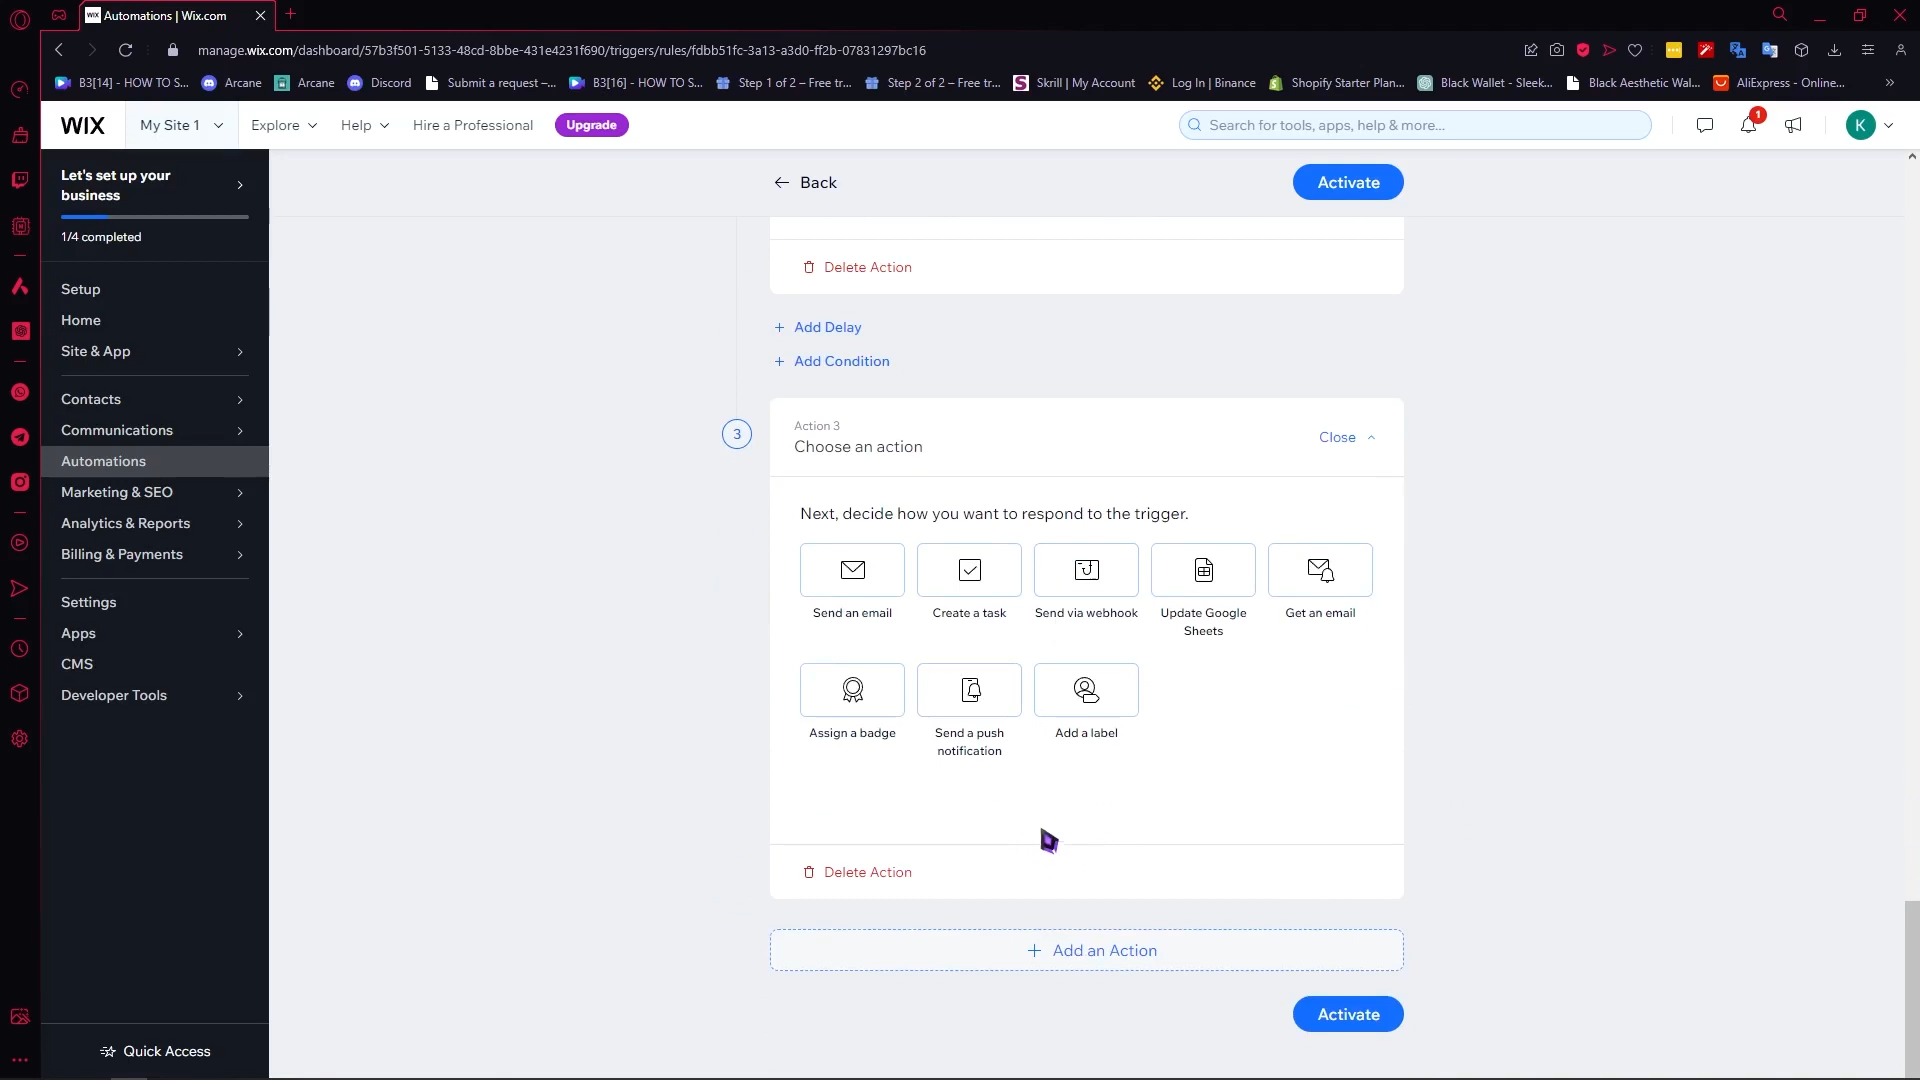 WIX Automations | Wix.com
manage.wix.com/dashboard/57b3f501-5133-48cd-8bbe-431e4231f690/triggers/rules/fdbb51fc-3a13-a3d0-ff2b-07831297bc16
B3[14] - HOW TO S... Arcane Arcane Discord Submit a request –... B3[16] - HOW TO S... Step 1 of 2 – Free tr... Step 2 of 2 – Free tr... Skrill | My Account Log In | Binance Shopify Starter Plan... Black Wallet - Sleek... Black Aesthetic Wal... AliExpress - Online...
WIX My Site 1 Explore Help Hire a Professional Upgrade Search for tools, apps, help & more... 1 K
Let's set up your
business
1/4 completed
Setup
Home
Site & App
Contacts
Communications
Automations
Marketing & SEO
Analytics & Reports
Billing & Payments
Settings
Apps
CMS
Developer Tools
Quick Access
Back Activate
Delete Action
Add Delay
Add Condition
3
Action 3
Choose an action
Close
Next, decide how you want to respond to the trigger.
Send an email
Create a task
Send via webhook
Update Google
Sheets
Get an email
Assign a badge
Send a push
notification
Add a label
Delete Action
Add an Action
Activate